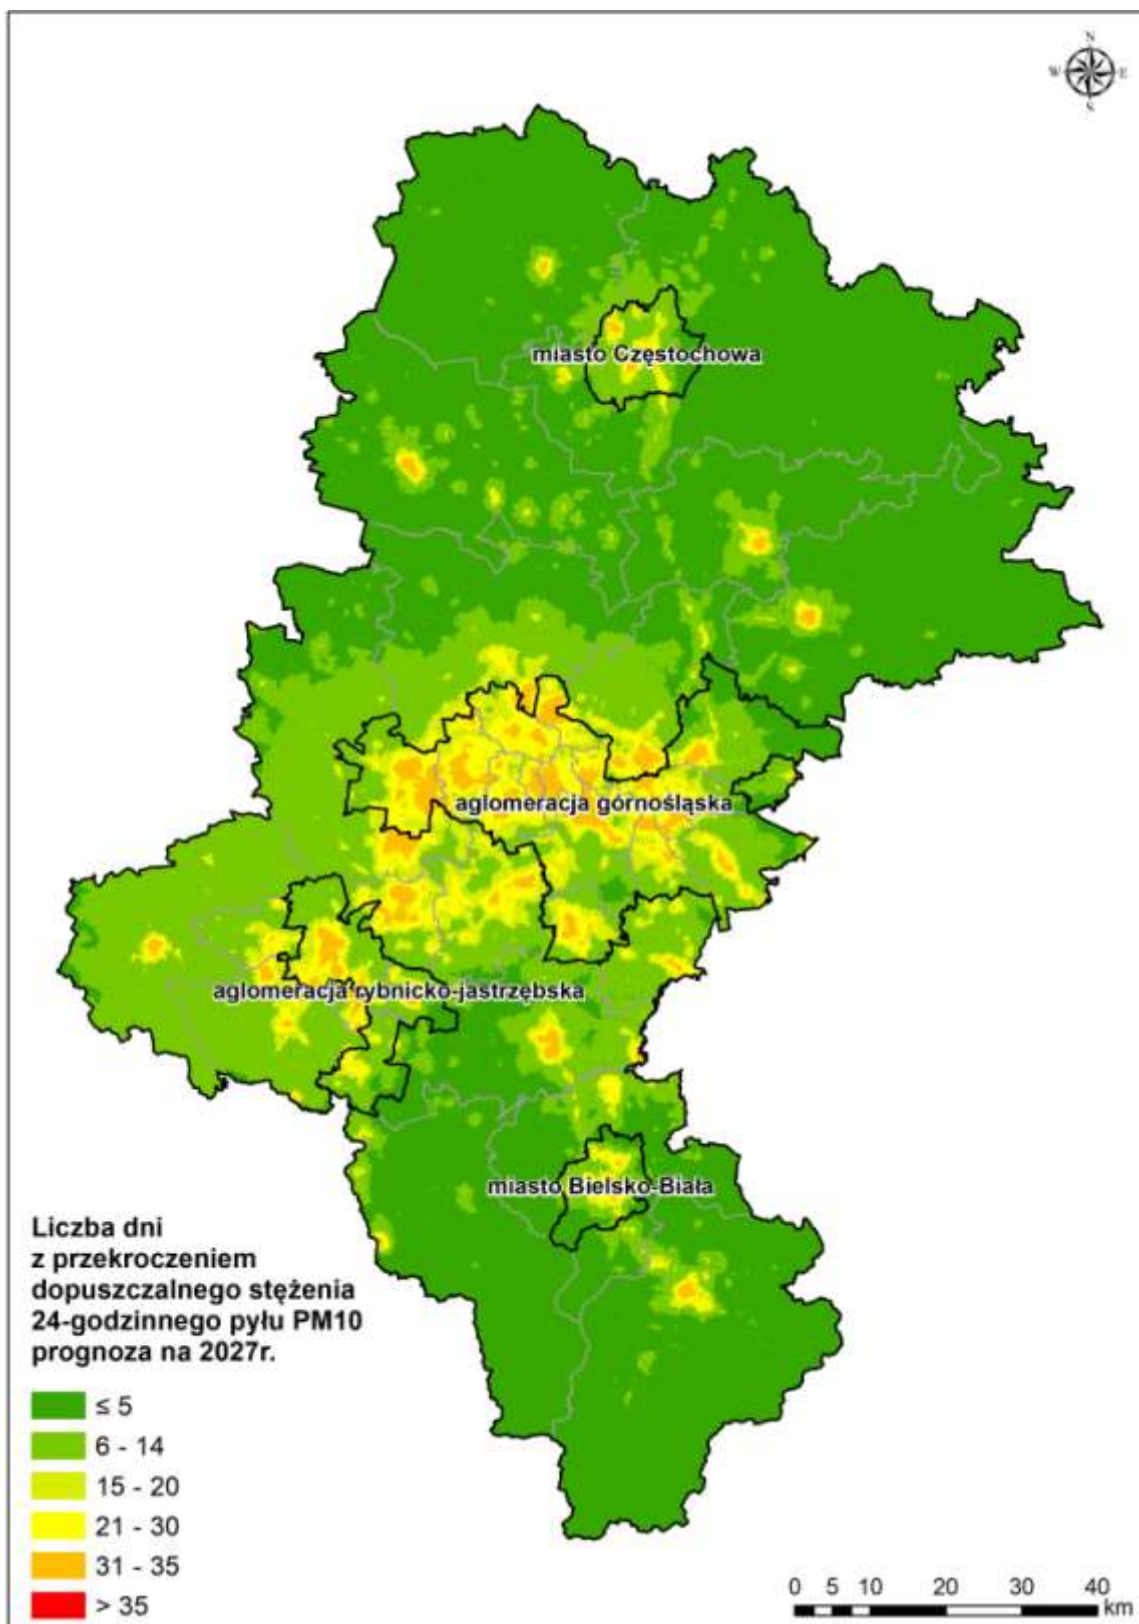 N
W E
S
miasto Częstochowa
aglomeracja górnośląska
aglomeracja rybnicko-jastrzębska
miasto Bielsko-Biała
Liczba dni
z przekroczeniem
dopuszczalnego stężenia
24-godzinnego pyłu PM10
prognoza na 2027r.
≤ 5
6 - 14
15 - 20
21 - 30
31 - 35
> 35
0 5 10 20 30 40
km